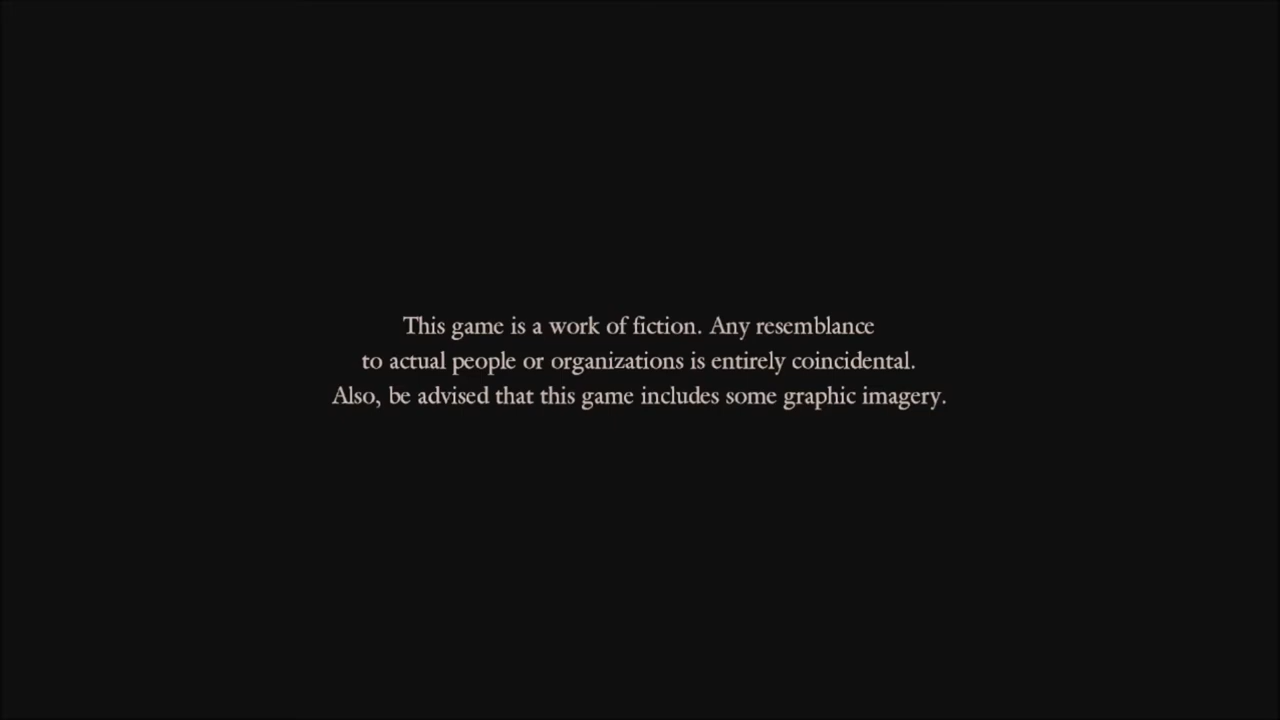 This game is a work of fiction. Any resemblance
to actual people or organizations is entirely coincidental.
Also, be advised that this game includes some graphic imagery.